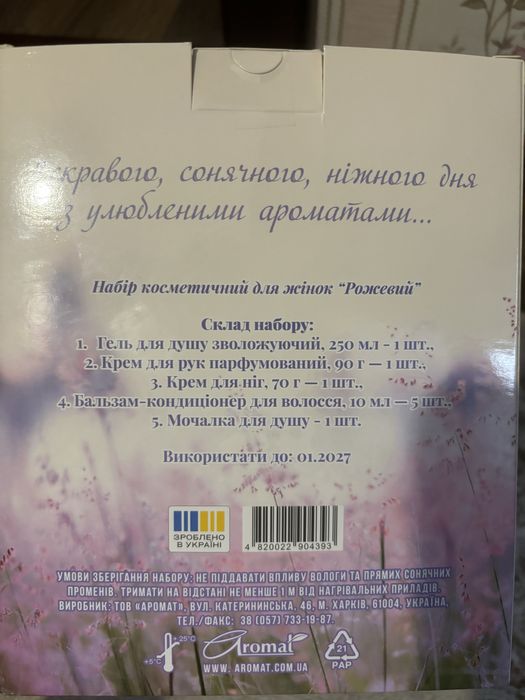 скравого, сонячного, ніжного дня
з улюбленими ароматами...
Набір косметичний для жінок “Рожевий”
Склад набору:
1. Гель для душу зволожуючий, 250 мл - 1 шт.,
2. Крем для рук парфумований, 90 г — 1 шт.,
3. Крем для ніг, 70 г — 1 шт.,
4. Бальзам-кондиціонер для волосся, 10 мл — 5 шт.,
5. Мочалка для душу - 1 шт.
Використати до: 01.2027
ЗРОБЛЕНО
В УКРАЇНІ
4 820022 904393
УМОВИ ЗБЕРІГАННЯ НАБОРУ: НЕ ПІДДАВАТИ ВПЛИВУ ВОЛОГИ ТА ПРЯМИХ СОНЯЧНИХ
ПРОМЕНІВ, ТРИМАТИ НА ВІДСТАНІ НЕ МЕНШЕ 1 М ВІД НАГРІВАЛЬНИХ ПРИЛАДІВ.
ВИРОБНИК: ТОВ «АРОМАТ», ВУЛ. КАТЕРИНИНСЬКА, 46, М. ХАРКІВ, 61004, УКРАЇНА,
ТЕЛ./ФАКС: 38 (057) 733-19-87.
+5°C
+25°C
Aromat
WWW. AROMAT.COM.UA
21
PAP